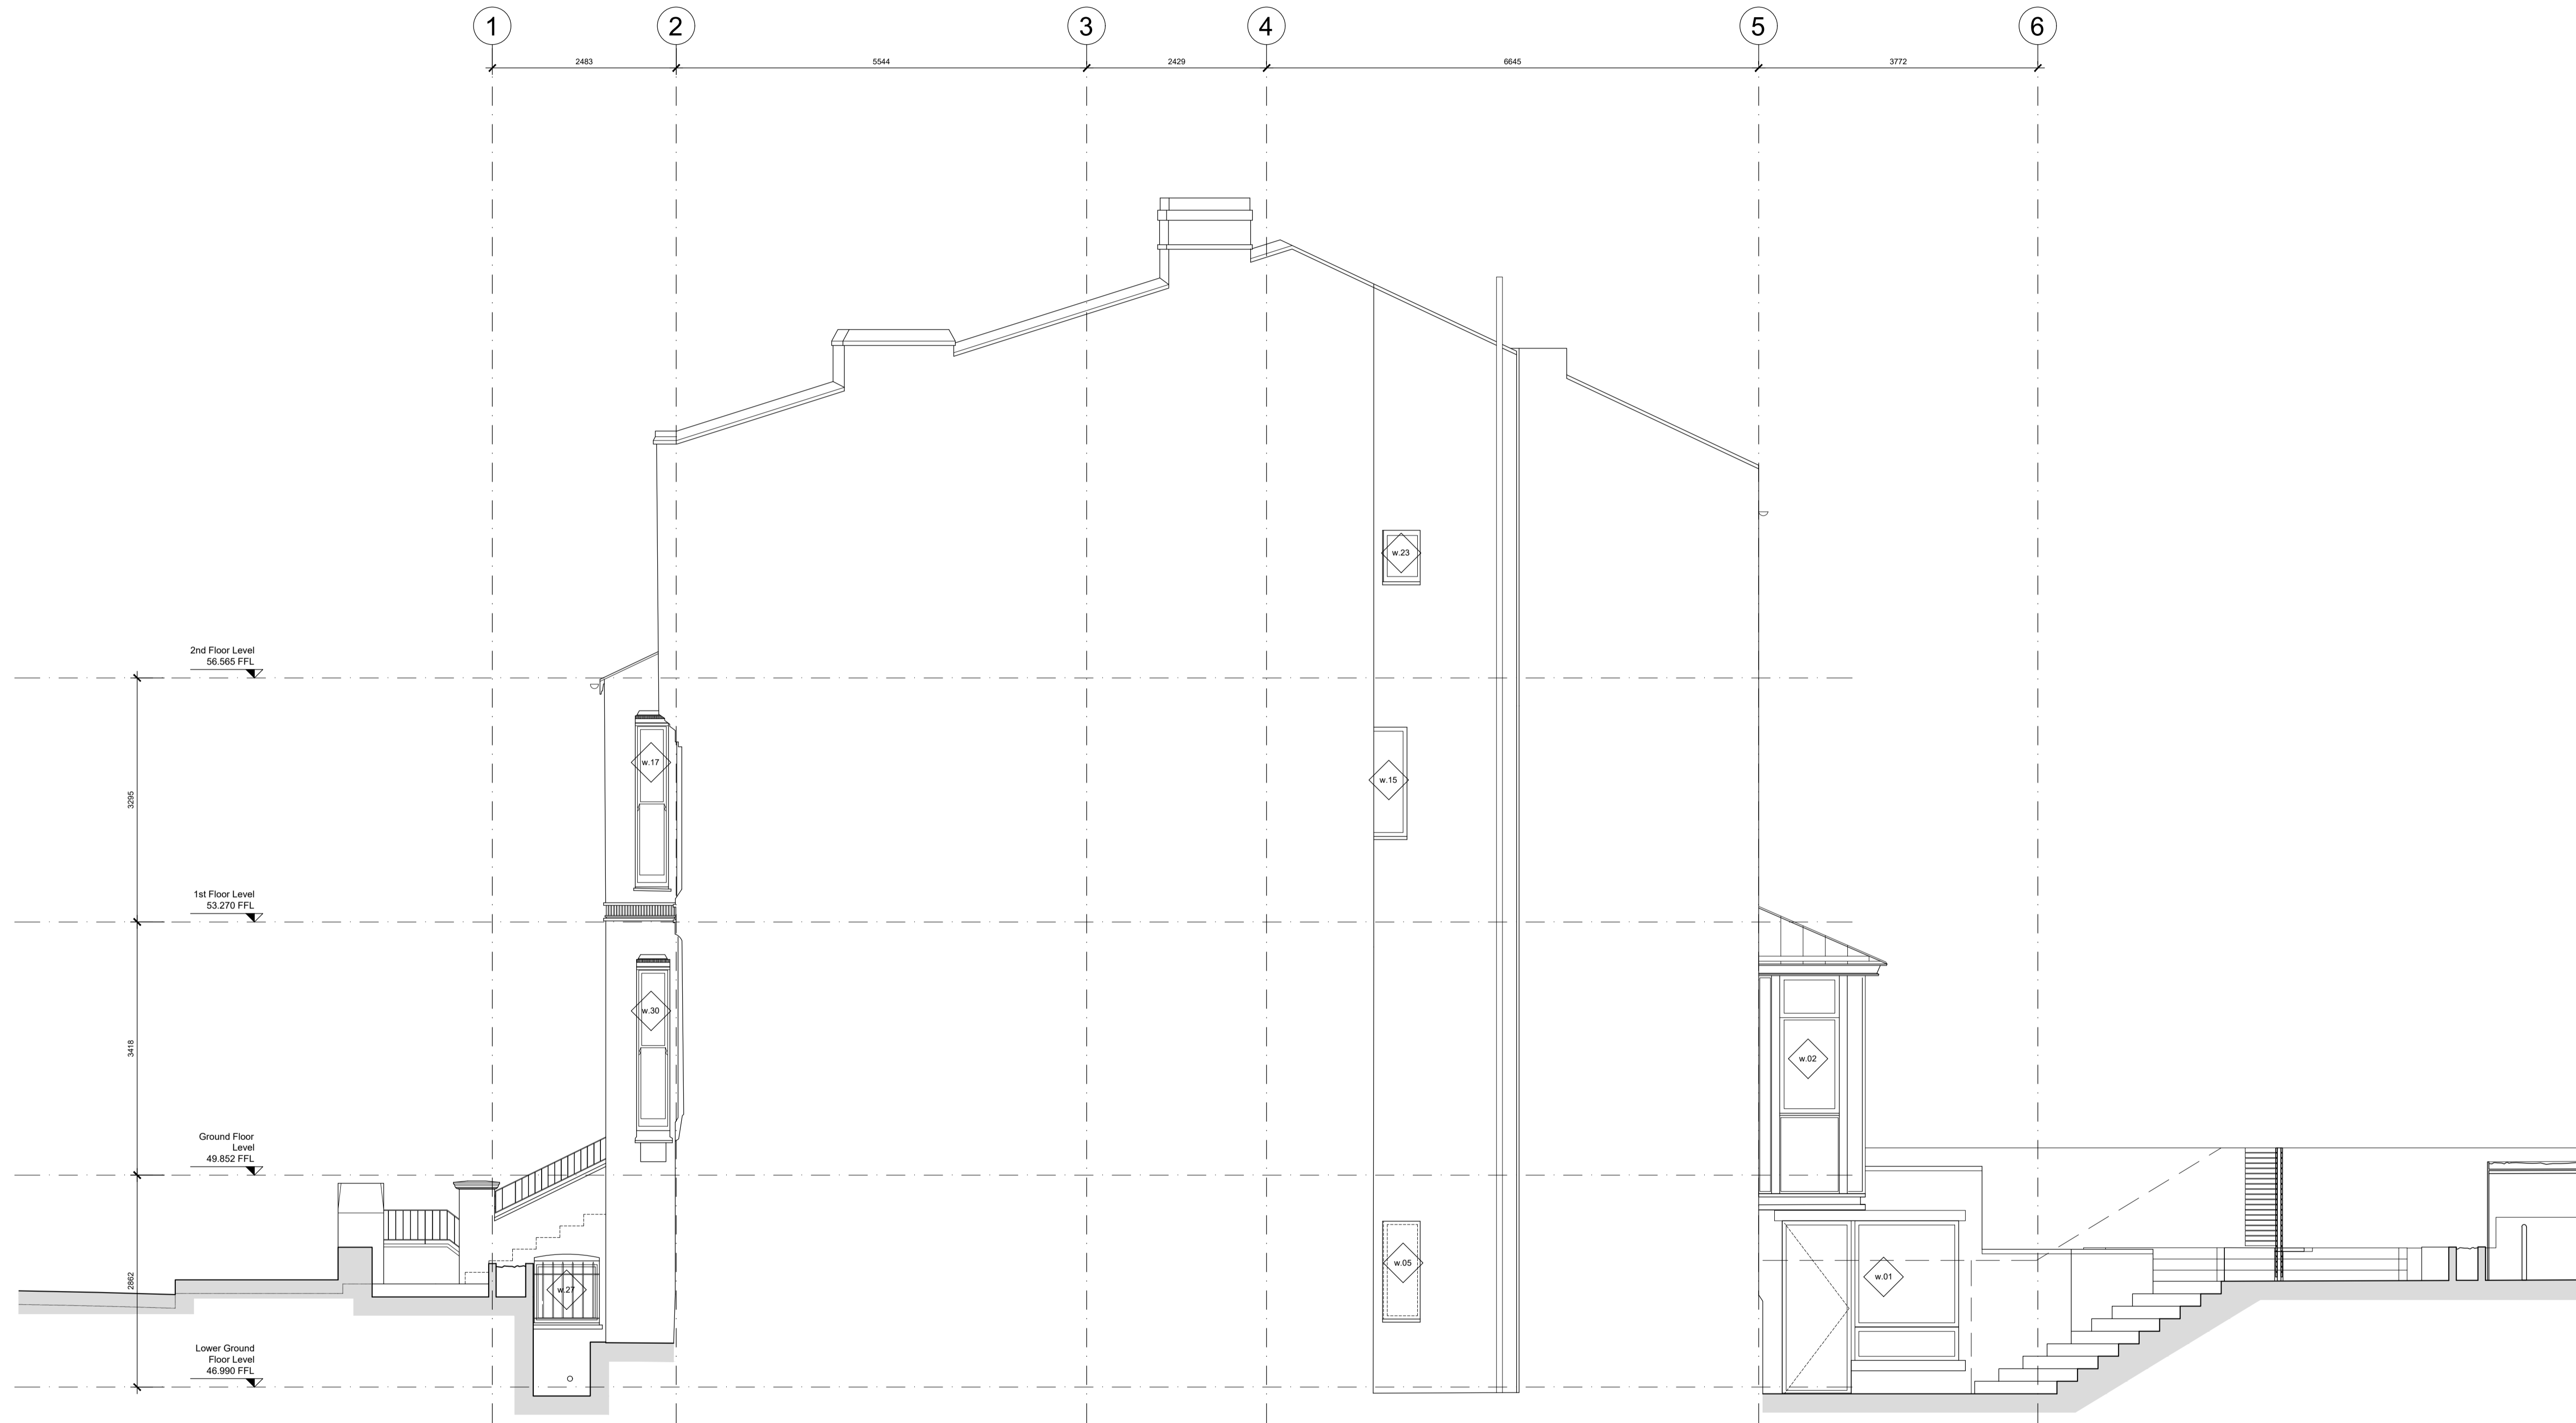 1 2 3 4 5 6
2483 5544 2429 6645 3772
w.23
2nd Floor Level
56.565 FFL
w.17
w.15
3295
1st Floor Level
53.270 FFL
w.30
w.02
3418
Ground Floor
Level
49.852 FFL
w.05
w.01
w.27
2862
Lower Ground
Floor Level
46.990 FFL